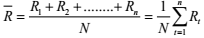 R̅ = (R₁ + R₂ + ........ + Rₙ) / N = (1/N) ∑ₜ₌₁ⁿ Rₜ